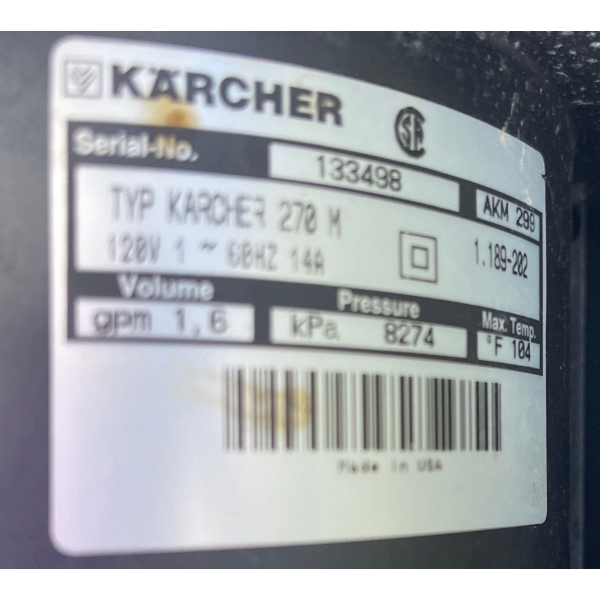 KÄRCHER
Serial-No. 133498 AKM 299
TYP KARCHER 270 M
120V 1 ~ 60HZ 14A 1.189-202
Volume Pressure Max. Temp.
gpm 1,6 kPa. 8274 °F 104
Made in USA